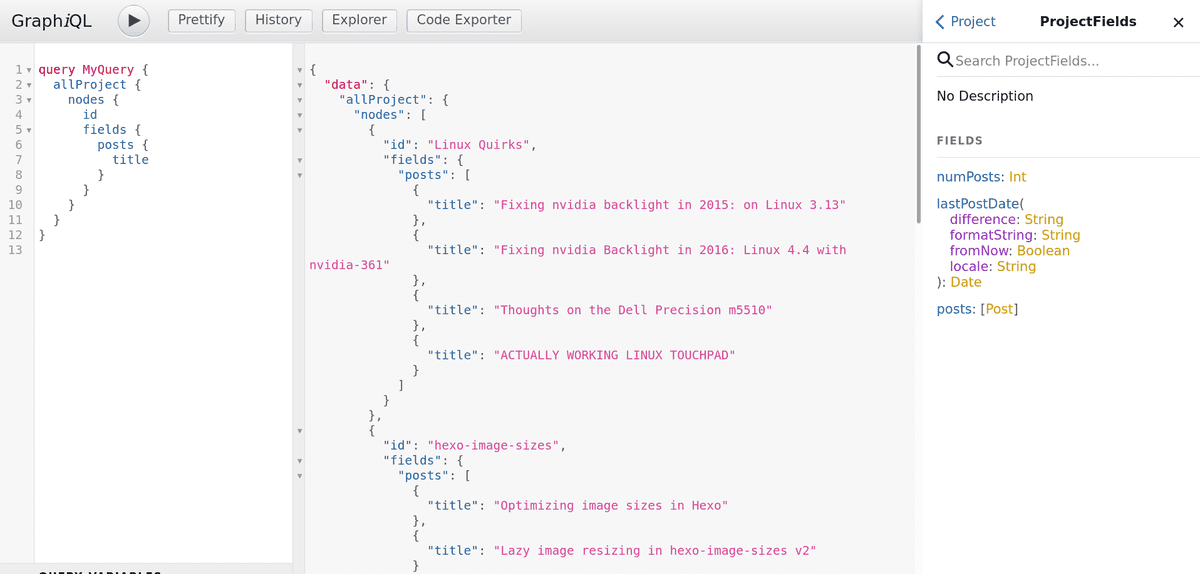 GraphiQL
Prettify
History
Explorer
Code Exporter
1 query MyQuery {
2 allProject {
3 nodes {
4 id
5 fields {
6 posts {
7 title
8 }
9 }
10 }
11 }
12 }
13
QUERY VARIABLES
{
"data": {
"allProject": {
"nodes": [
{
"id": "Linux Quirks",
"fields": {
"posts": [
{
"title": "Fixing nvidia backlight in 2015: on Linux 3.13"
},
{
"title": "Fixing nvidia Backlight in 2016: Linux 4.4 with
nvidia-361"
},
{
"title": "Thoughts on the Dell Precision m5510"
},
{
"title": "ACTUALLY WORKING LINUX TOUCHPAD"
}
]
}
},
{
"id": "hexo-image-sizes",
"fields": {
"posts": [
{
"title": "Optimizing image sizes in Hexo"
},
{
"title": "Lazy image resizing in hexo-image-sizes v2"
}
Project
ProjectFields
Search ProjectFields...
No Description
FIELDS
numPosts: Int
lastPostDate(
difference: String
formatString: String
fromNow: Boolean
locale: String
): Date
posts: [Post]